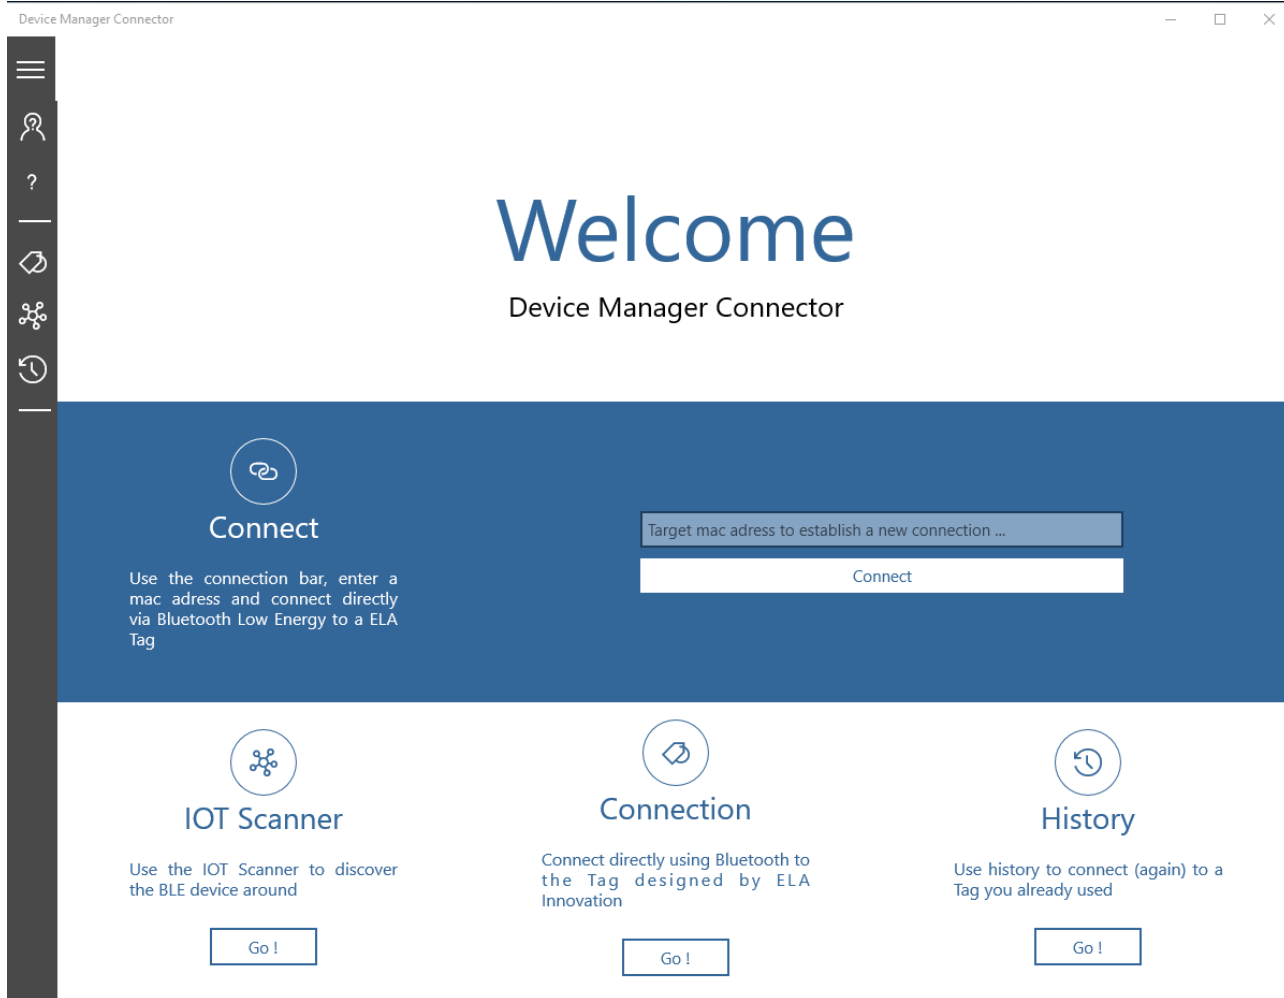 Device Manager Connector
?
Welcome
Device Manager Connector
Connect
Use the connection bar, enter a
mac adress and connect directly
via Bluetooth Low Energy to a ELA
Tag
Target mac adress to establish a new connection ...
Connect
IOT Scanner
Use the IOT Scanner to discover
the BLE device around
Go !
Connection
Connect directly using Bluetooth to
the Tag designed by ELA
Innovation
Go !
History
Use history to connect (again) to a
Tag you already used
Go !